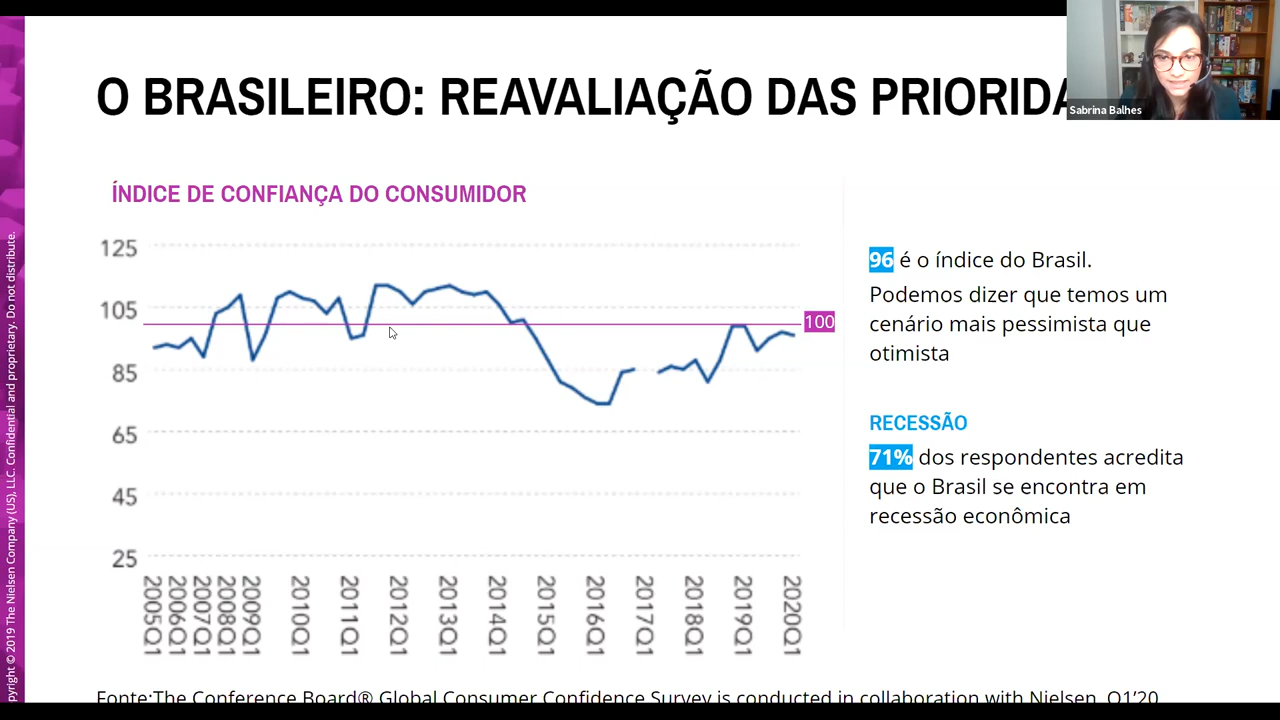 O BRASILEIRO: REAVALIAÇÃO DAS
Sabrina Balhes
ÍNDICE DE CONFIANÇA DO CONSUMIDOR
125
105
85
65
45
25
100
2005Q1
2006Q1
2007Q1
2008Q1
2009Q1
2010Q1
2011Q1
2012Q1
2013Q1
2014Q1
2015Q1
2016Q1
2017Q1
2018Q1
2019Q1
2020Q1
96 é o índice do Brasil.
Podemos dizer que temos um
cenário mais pessimista que
otimista
RECESSÃO
71% dos respondentes acredita
que o Brasil se encontra em
recessão econômica
Fonte:The Conference Board® Global Consumer Confidence Survey is conducted in collaboration with Nielsen, Q1’20
pyright © 2019 The Nielsen Company (US), LLC. Confidential and proprietary. Do not distribute.